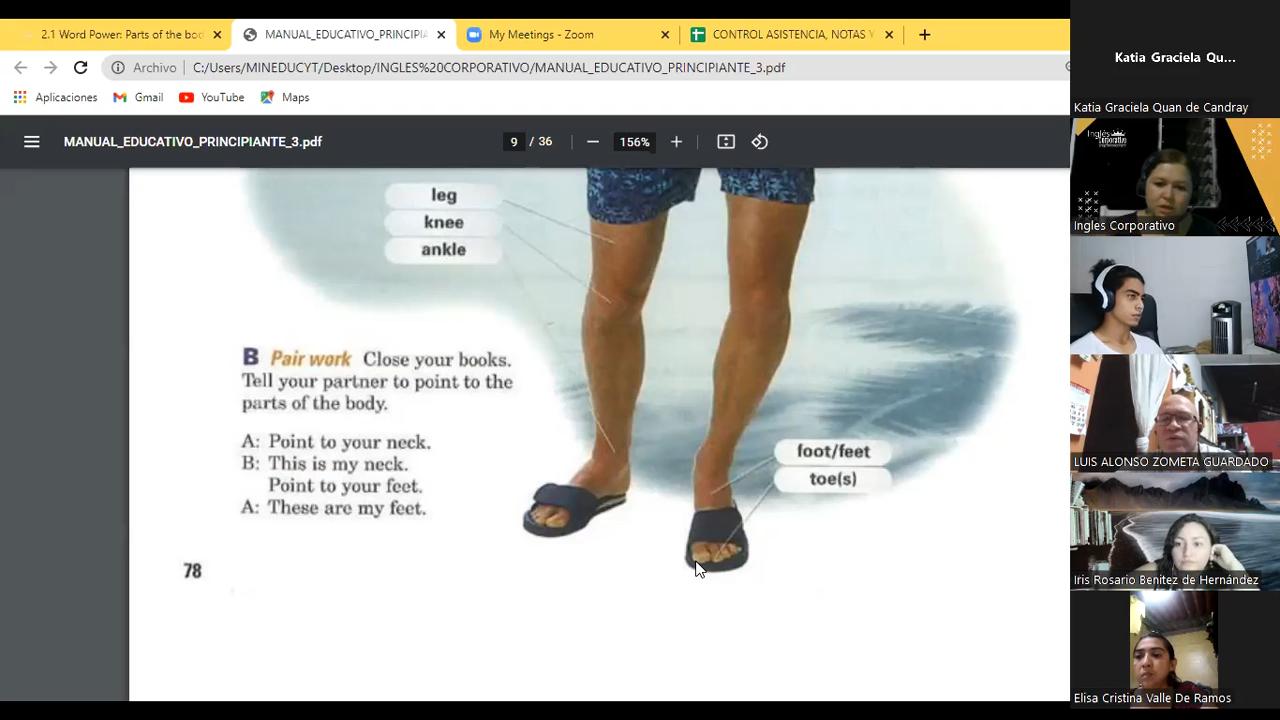 2.1 Word Power: Parts of the bod
MANUAL_EDUCATIVO_PRINCIPIA
My Meetings - Zoom
CONTROL ASISTENCIA, NOTAS Y
Archivo
C:/Users/MINEDUCYT/Desktop/INGLES%20CORPORATIVO/MANUAL_EDUCATIVO_PRINCIPIANTE_3.pdf
Aplicaciones
Gmail
YouTube
Maps
MANUAL_EDUCATIVO_PRINCIPIANTE_3.pdf
9 / 36
156%
leg
knee
ankle
B Pair work Close your books.
Tell your partner to point to the
parts of the body.
A: Point to your neck.
B: This is my neck.
Point to your feet.
A: These are my feet.
foot/feet
toe(s)
78
Katia Graciela Qu...
Katia Graciela Quan de Candray
Inglés
Corporativo
Ingles Corporativo
LUIS ALONSO ZOMETA GUARDADO
Iris Rosario Benitez de Hernández
Elisa Cristina Valle De Ramos